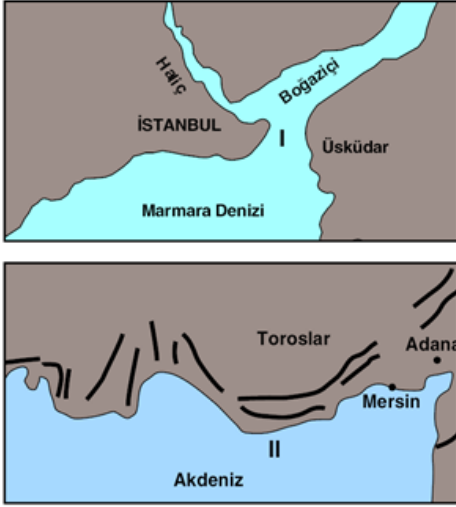 Haliç
Boğaziçi
İSTANBUL
I
Üsküdar
Marmara Denizi
Toroslar
Adana
Mersin
II
Akdeniz